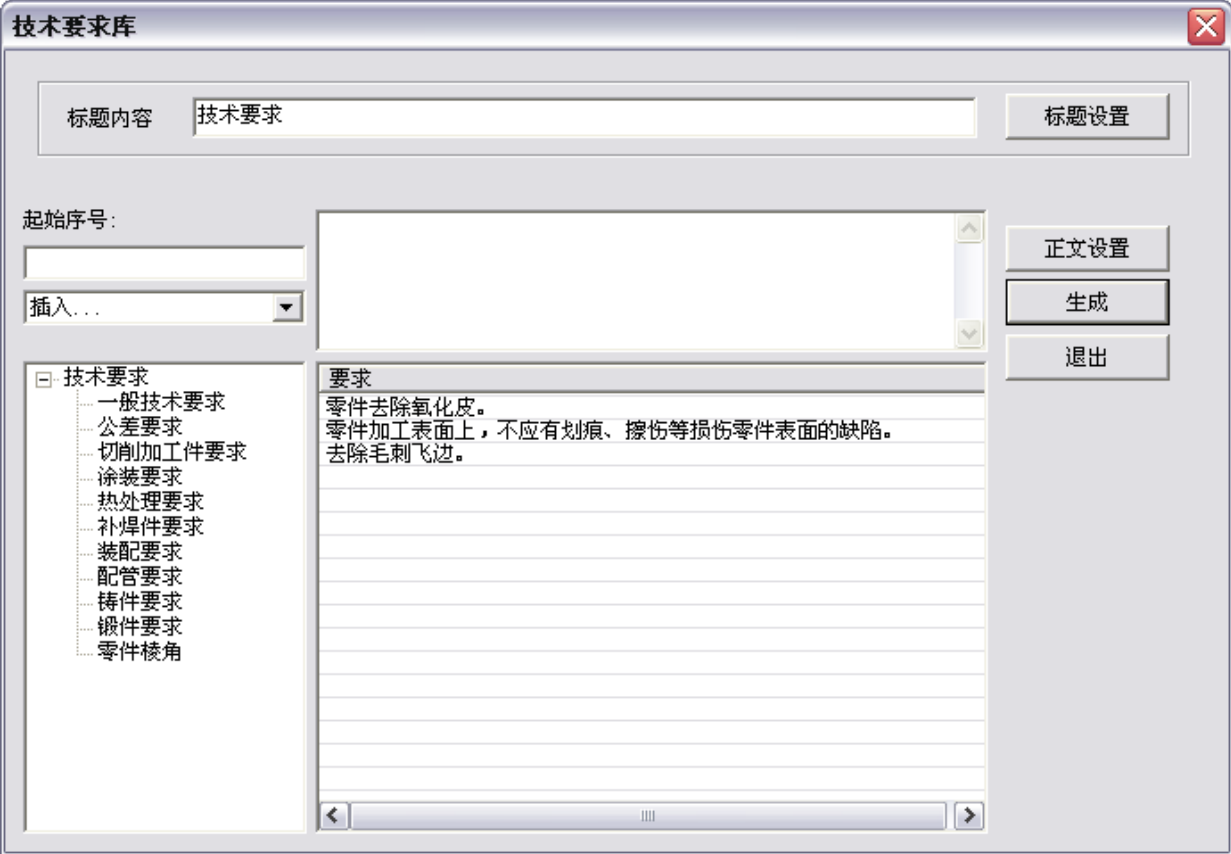 技术要求库
标题内容 技术要求 标题设置
起始序号:
插入...
正文设置
生成
退出
技术要求
一般技术要求
公差要求
切削加工件要求
涂装要求
热处理要求
补焊件要求
装配要求
配管要求
铸件要求
锻件要求
零件棱角
要求
零件去除氧化皮。
零件加工表面上，不应有划痕、擦伤等损伤零件表面的缺陷。
去除毛刺飞边。